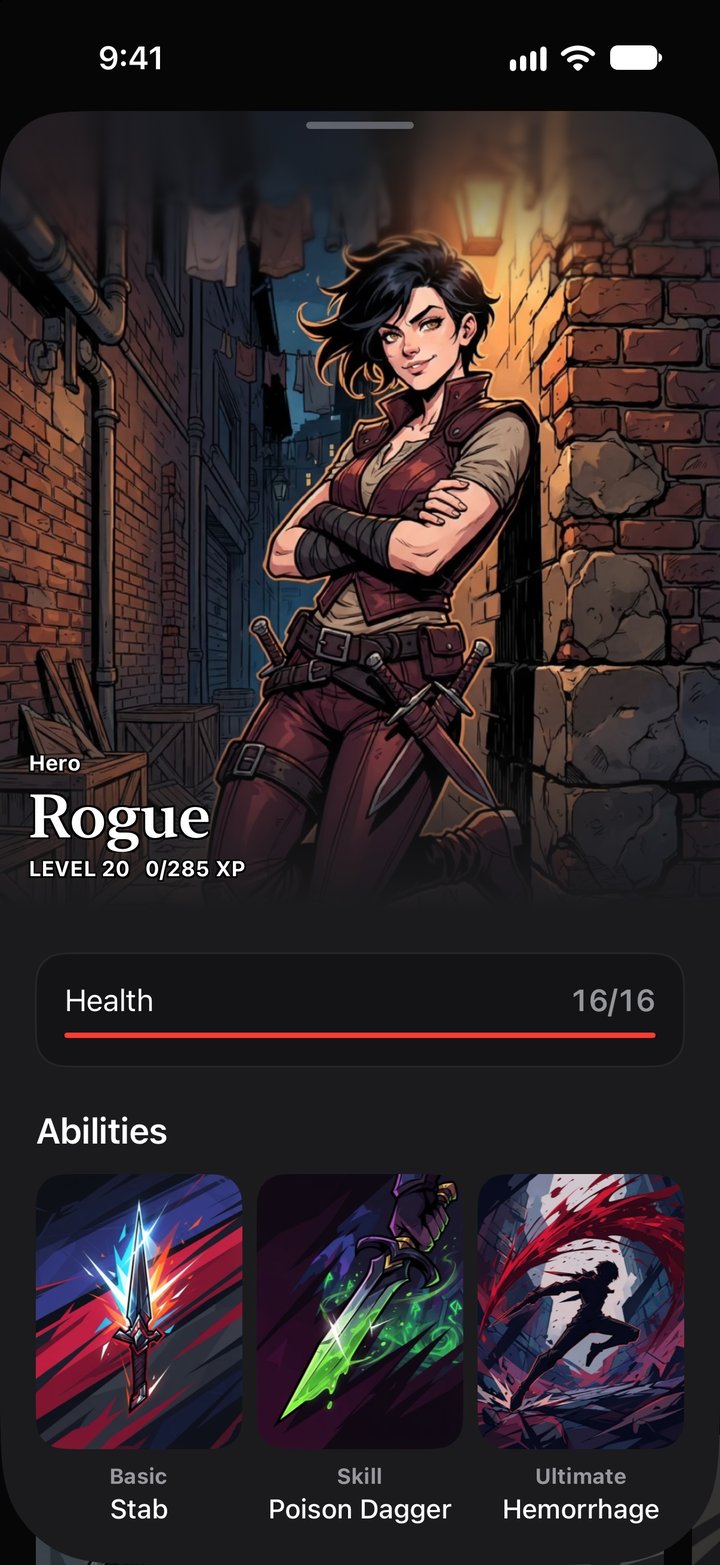 9:41
Hero
Rogue
LEVEL 20 0/285 XP
Health 16/16
Abilities
Basic
Stab
Skill
Poison Dagger
Ultimate
Hemorrhage